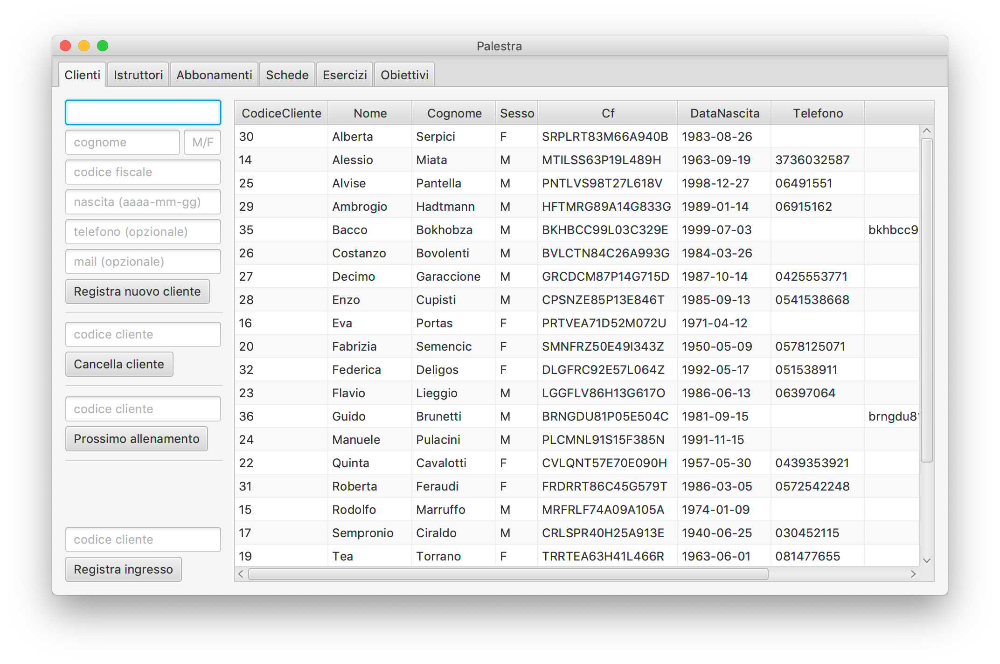 Palestra
Clienti Istruttori Abbonamenti Schede Esercizi Obiettivi
cognome M/F
codice fiscale
nascita (aaaa-mm-gg)
telefono (opzionale)
mail (opzionale)
Registra nuovo cliente
codice cliente
Cancella cliente
codice cliente
Prossimo allenamento
codice cliente
Registra ingresso
CodiceCliente Nome Cognome Sesso Cf DataNascita Telefono
30 Alberta Serpici F SRPLRT83M66A940B 1983-08-26
14 Alessio Miata M MTILSS63P19L489H 1963-09-19 3736032587
25 Alvise Pantella M PNTLVS98T27L618V 1998-12-27 06491551
29 Ambrogio Hadtmann M HFTMRG89A14G833G 1989-01-14 06915162
35 Bacco Bokhobza M BKHBCC99L03C329E 1999-07-03 bkhbcc9
26 Costanzo Bovolenti M BVLCTN84C26A993G 1984-03-26
27 Decimo Garaccione M GRCDCM87P14G715D 1987-10-14 0425553771
28 Enzo Cupisti M CPSNZE85P13E846T 1985-09-13 0541538668
16 Eva Portas F PRTVEA71D52M072U 1971-04-12
20 Fabrizia Semencic F SMNFRZ50E49I343Z 1950-05-09 0578125071
32 Federica Deligos F DLGFRC92E57L064Z 1992-05-17 051538911
23 Flavio Lieggio M LGGFLV86H13G617O 1986-06-13 06397064
36 Guido Brunetti M BRNGDU81P05E504C 1981-09-15 brngdu81
24 Manuele Pulacini M PLCMNL91S15F385N 1991-11-15
22 Quinta Cavalotti F CVLQNT57E70E090H 1957-05-30 0439353921
31 Roberta Feraudi F FRDRRT86C45G579T 1986-03-05 0572542248
15 Rodolfo Marruffo M MRFRLF74A09A105A 1974-01-09
17 Sempronio Ciraldo M CRLSPR40H25A913E 1940-06-25 030452115
19 Tea Torrano F TRRTEA63H41L466R 1963-06-01 081477655